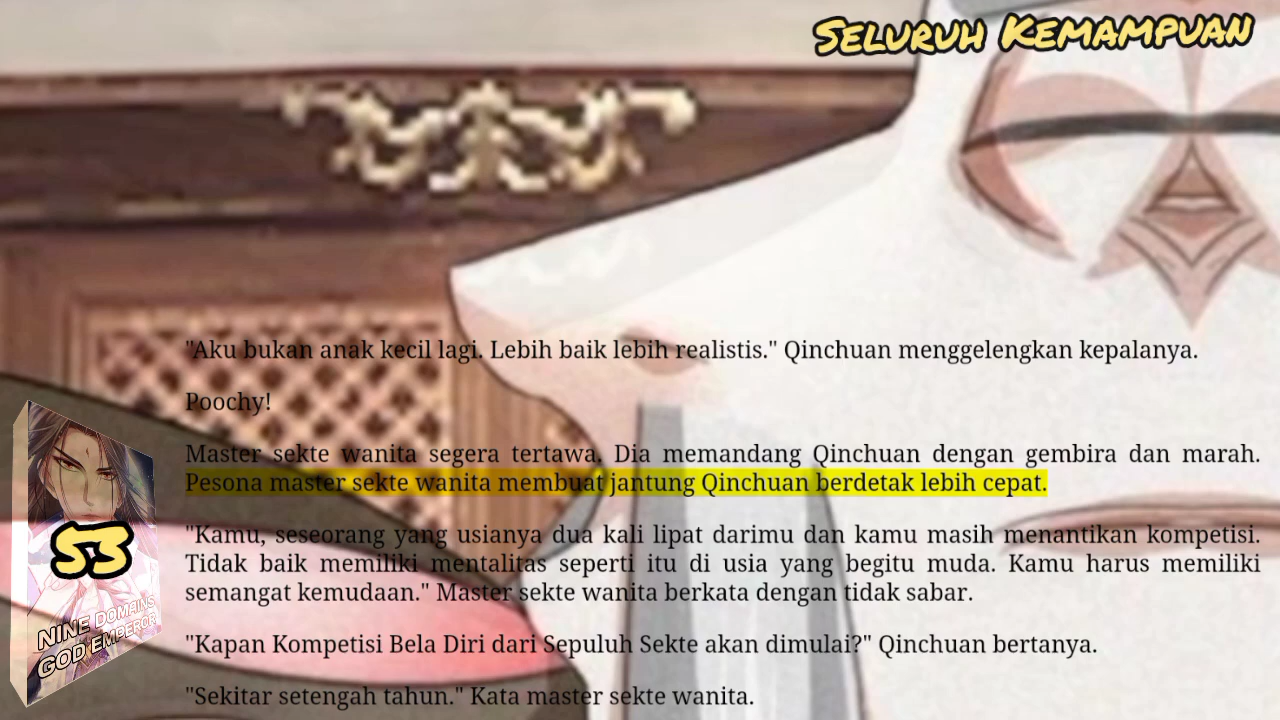 Seluruh Kemampuan
"Aku bukan anak kecil lagi. Lebih baik lebih realistis." Qinchuan menggelengkan kepalanya.
Poochy!
Master sekte wanita segera tertawa. Dia memandang Qinchuan dengan gembira dan marah.
Pesona master sekte wanita membuat jantung Qinchuan berdetak lebih cepat.
"Kamu, seseorang yang usianya dua kali lipat darimu dan kamu masih menantikan kompetisi.
Tidak baik memiliki mentalitas seperti itu di usia yang begitu muda. Kamu harus memiliki
semangat kemudaan." Master sekte wanita berkata dengan tidak sabar.
"Kapan Kompetisi Bela Diri dari Sepuluh Sekte akan dimulai?" Qinchuan bertanya.
"Sekitar setengah tahun." Kata master sekte wanita.
53
NINE DOMAINS
GOD EMPEROR